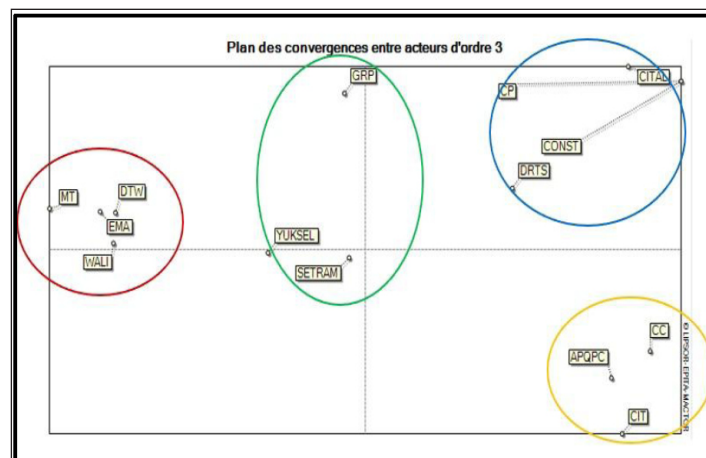 Plan des convergences entre acteurs d'ordre 3
GRP
CITAL
CP
CONST
DRTS
MT
DTW
EMA
WALI
YUKSEL
SETRAM
CC
APQPC
CIT
© LIPSOR-EPITA-MACTOR